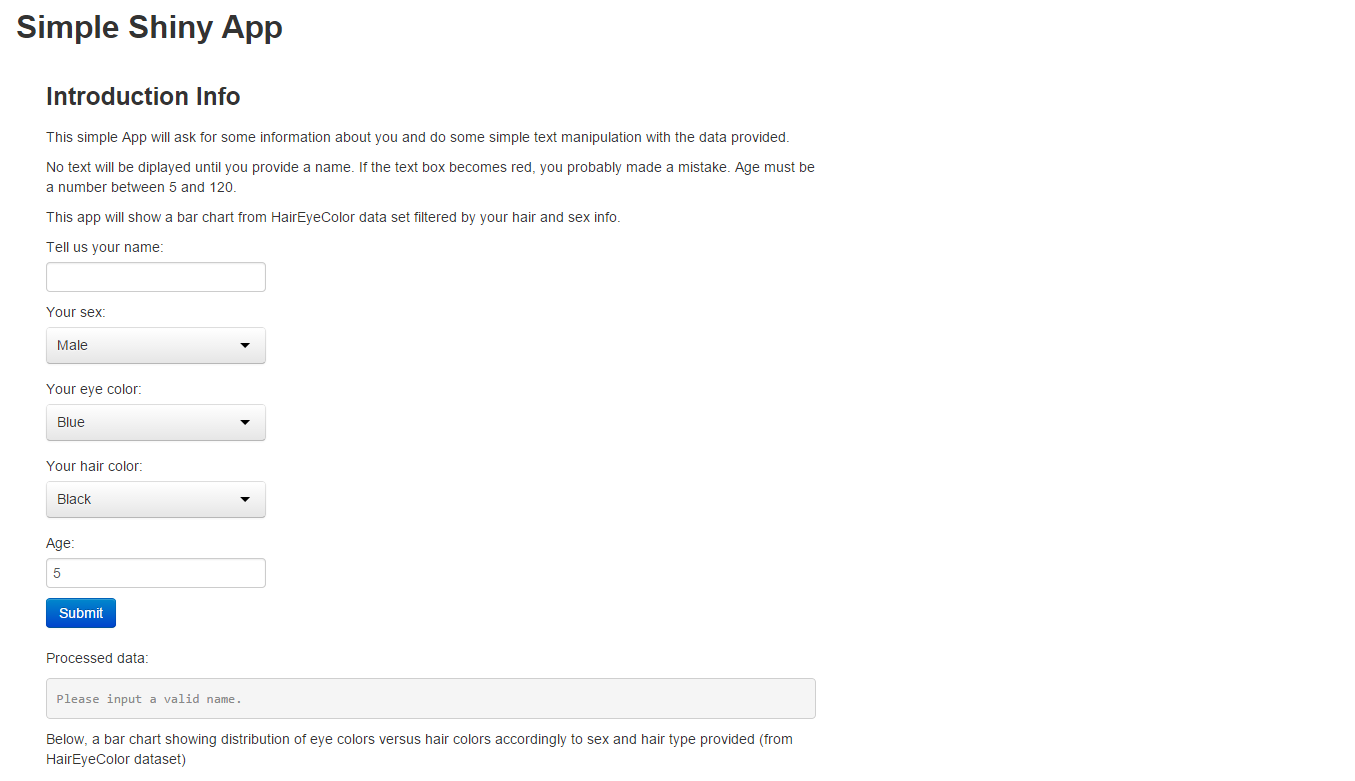 Simple Shiny App
Introduction Info
This simple App will ask for some information about you and do some simple text manipulation with the data provided.
No text will be diplayed until you provide a name. If the text box becomes red, you probably made a mistake. Age must be
a number between 5 and 120.
This app will show a bar chart from HairEyeColor data set filtered by your hair and sex info.
Tell us your name:
Your sex:
Male
Your eye color:
Blue
Your hair color:
Black
Age:
5
Submit
Processed data:
Please input a valid name.
Below, a bar chart showing distribution of eye colors versus hair colors accordingly to sex and hair type provided (from
HairEyeColor dataset)